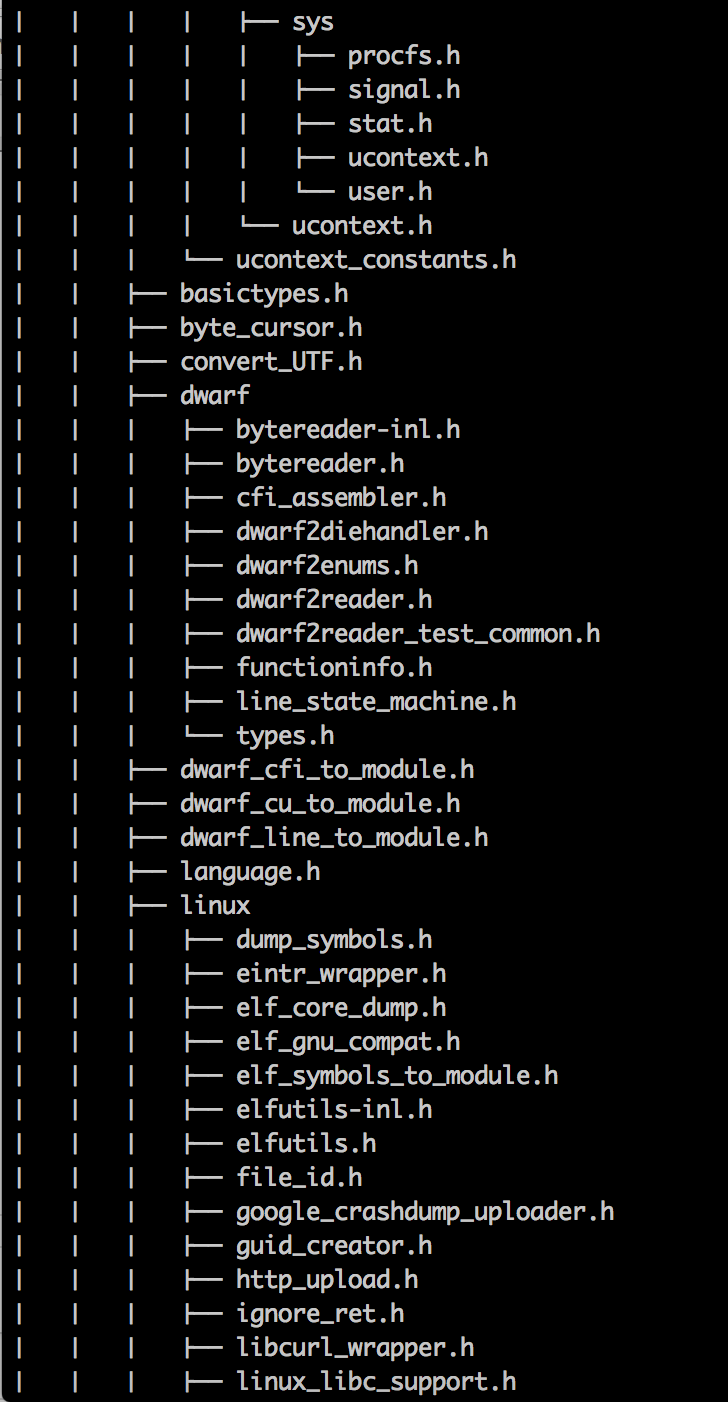 |   |   |   |   ├── sys
|   |   |   |   |   ├── procfs.h
|   |   |   |   |   ├── signal.h
|   |   |   |   |   ├── stat.h
|   |   |   |   |   ├── ucontext.h
|   |   |   |   |   └── user.h
|   |   |   |   └── ucontext.h
|   |   |   └── ucontext_constants.h
|   |   ├── basictypes.h
|   |   ├── byte_cursor.h
|   |   ├── convert_UTF.h
|   |   ├── dwarf
|   |   |   ├── bytereader-inl.h
|   |   |   ├── bytereader.h
|   |   |   ├── cfi_assembler.h
|   |   |   ├── dwarf2diehandler.h
|   |   |   ├── dwarf2enums.h
|   |   |   ├── dwarf2reader.h
|   |   |   ├── dwarf2reader_test_common.h
|   |   |   ├── functioninfo.h
|   |   |   ├── line_state_machine.h
|   |   |   └── types.h
|   |   ├── dwarf_cfi_to_module.h
|   |   ├── dwarf_cu_to_module.h
|   |   ├── dwarf_line_to_module.h
|   |   ├── language.h
|   |   ├── linux
|   |   |   ├── dump_symbols.h
|   |   |   ├── eintr_wrapper.h
|   |   |   ├── elf_core_dump.h
|   |   |   ├── elf_gnu_compat.h
|   |   |   ├── elf_symbols_to_module.h
|   |   |   ├── elfutils-inl.h
|   |   |   ├── elfutils.h
|   |   |   ├── file_id.h
|   |   |   ├── google_crashdump_uploader.h
|   |   |   ├── guid_creator.h
|   |   |   ├── http_upload.h
|   |   |   ├── ignore_ret.h
|   |   |   ├── libcurl_wrapper.h
|   |   |   ├── linux_libc_support.h